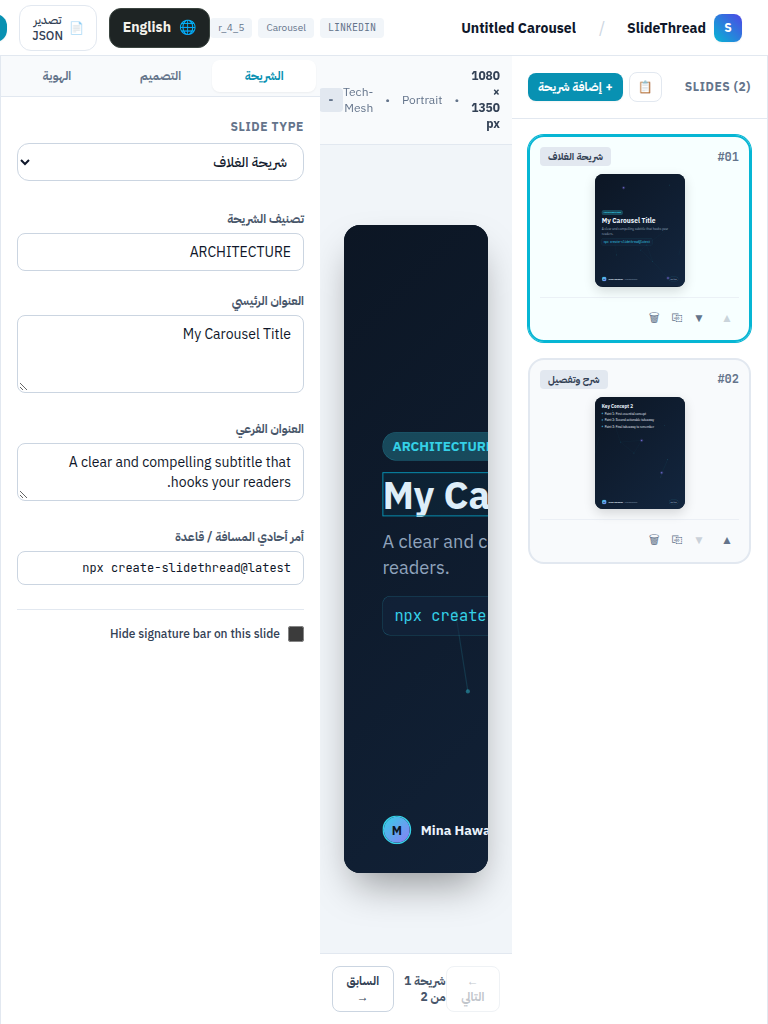 S
SlideThread
/
Untitled Carousel
LINKEDIN
Carousel
r_4_5
🌐 English
📄 تصدير
JSON
SLIDES (2)
📋
+ إضافة شريحة
#01
شريحة الغلاف
My Carousel Title
▲
▼
#02
شرح وتفصيل
Key Concept 2
▲
▼
1080
×
1350
px
•
Portrait
•
Tech-
Mesh
-
ARCHITECTUR
My Ca
A clear and c
readers.
npx create
M
Mina Hawa
←
التالي
شريحة 1
من 2
السابق
→
الشريحة
التصميم
الهوية
SLIDE TYPE
شريحة الغلاف
تصنيف الشريحة
ARCHITECTURE
العنوان الرئيسي
My Carousel Title
العنوان الفرعي
A clear and compelling subtitle that
hooks your readers.
أمر أحادي المسافة / قاعدة
npx create-slidethread@latest
Hide signature bar on this slide